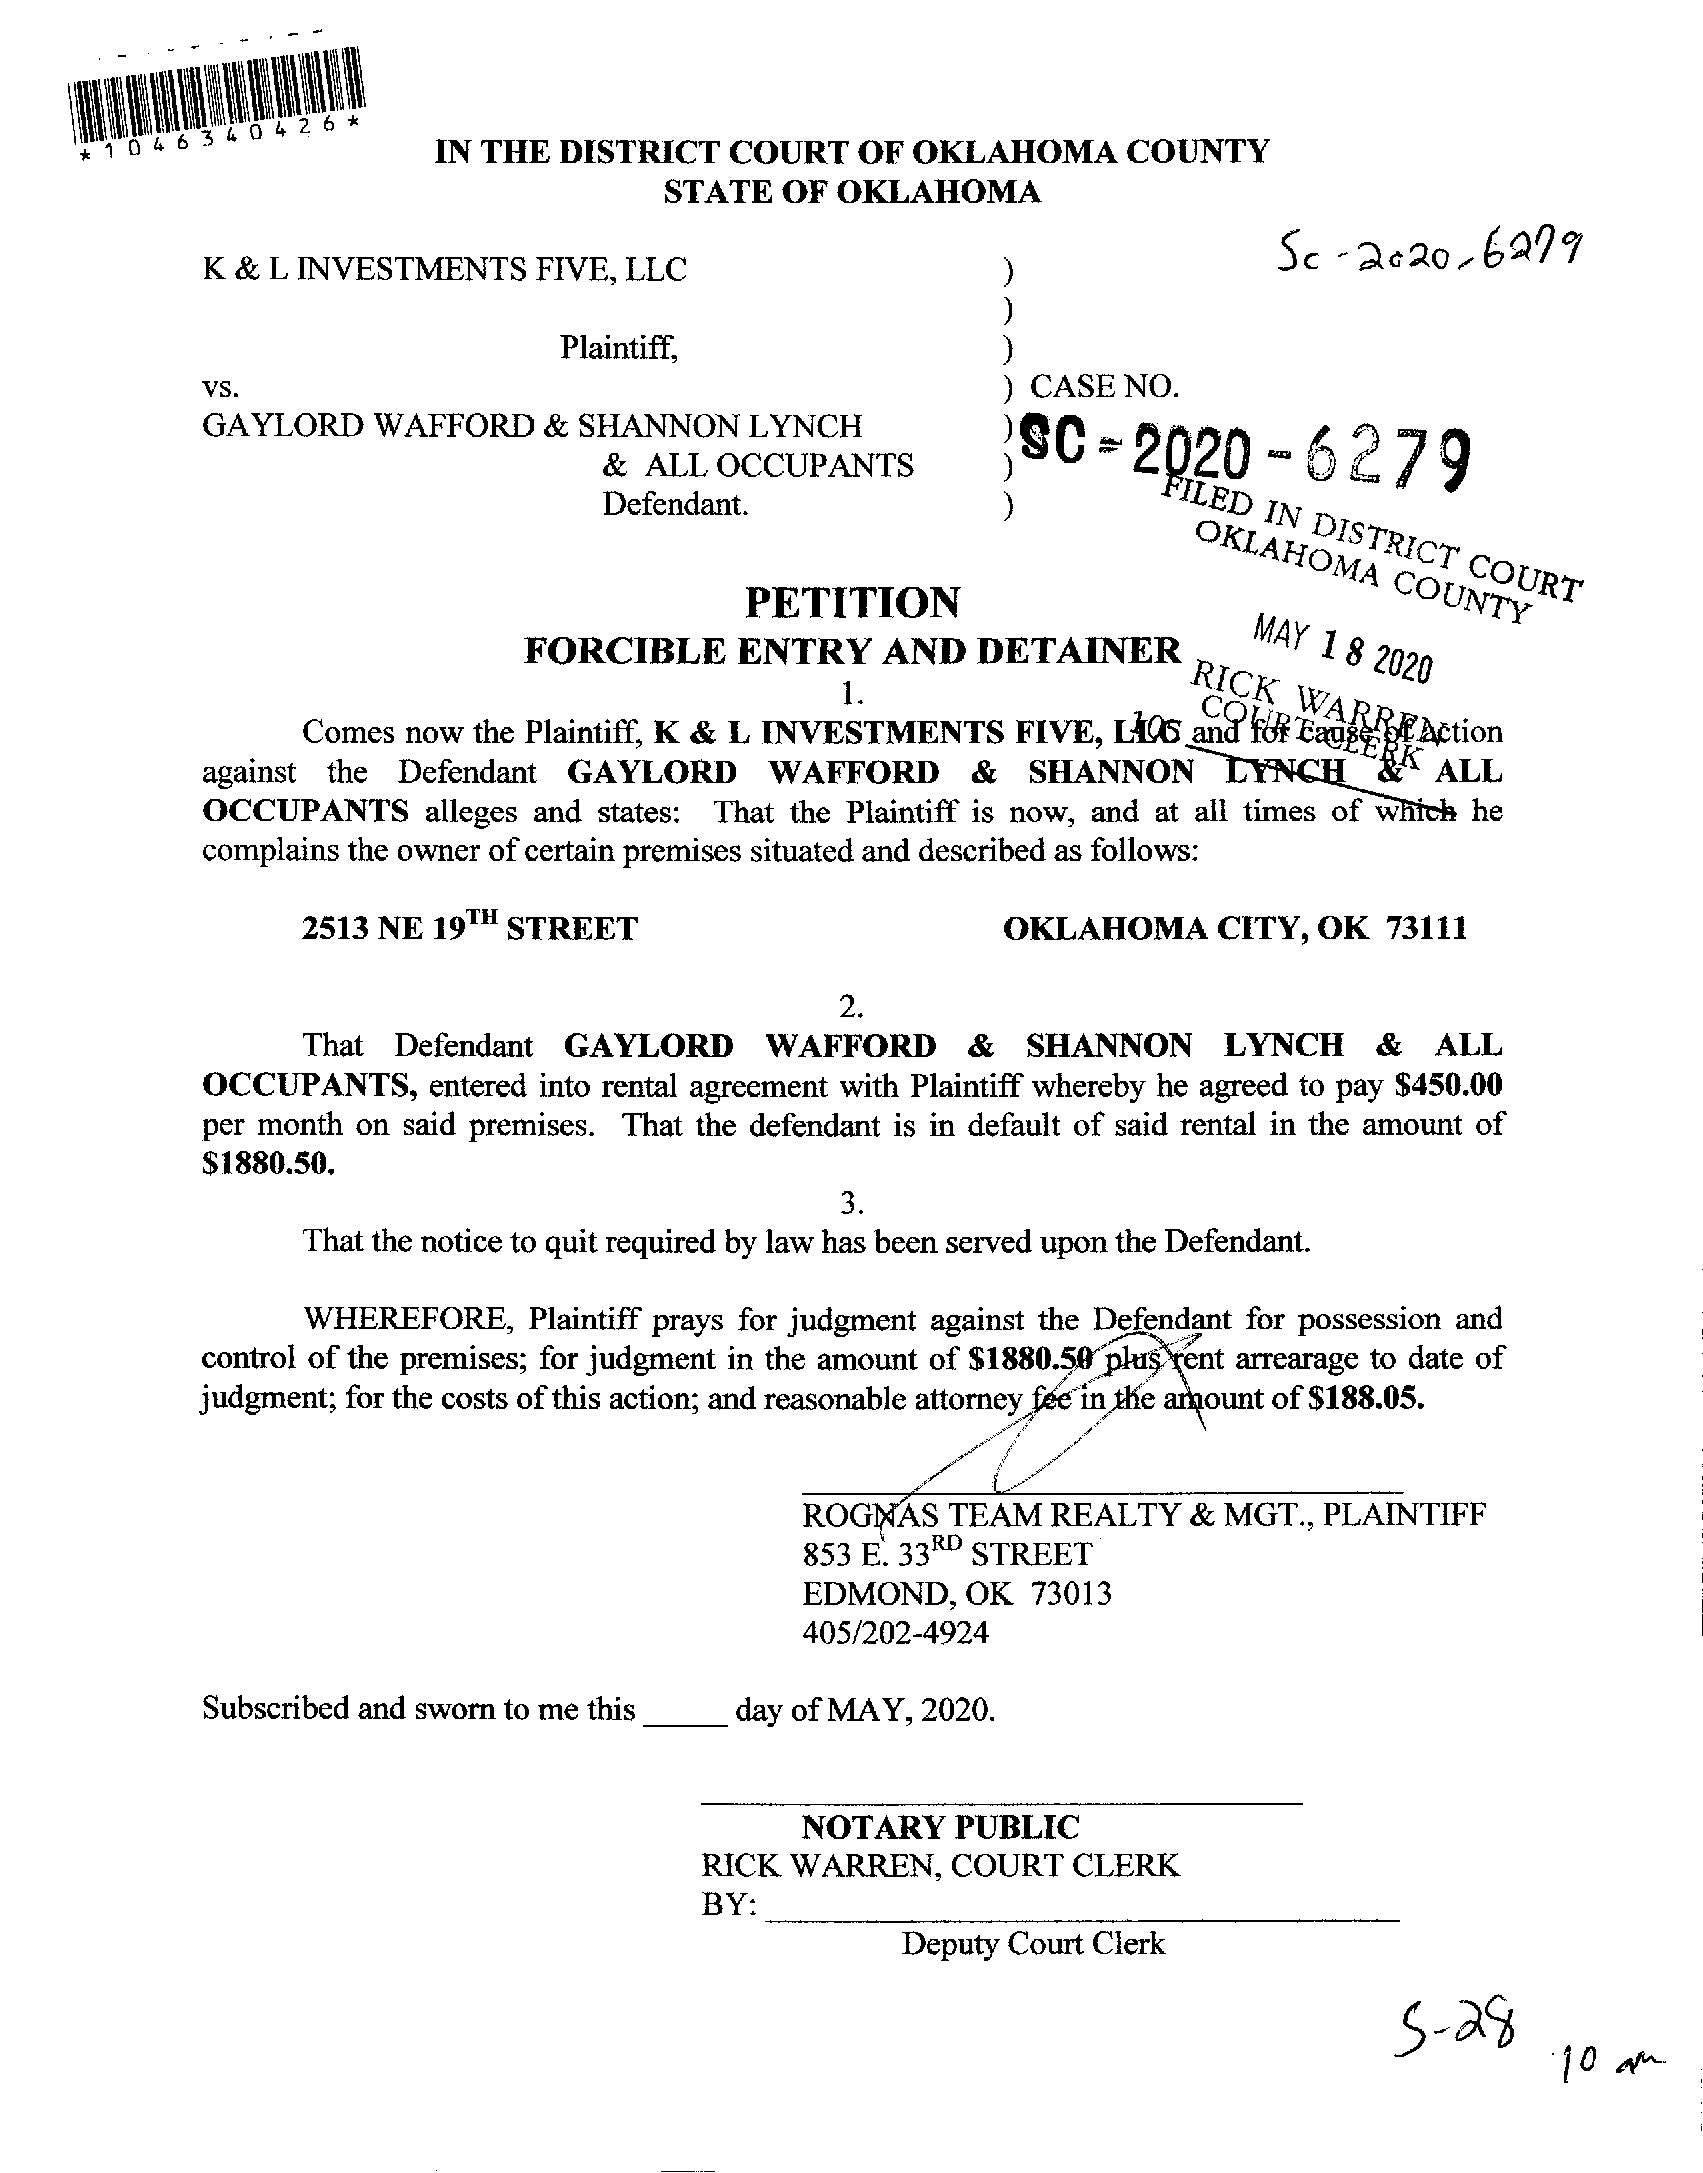 *1046340426*
IN THE DISTRICT COURT OF OKLAHOMA COUNTY
STATE OF OKLAHOMA
Sc-2020-6279
K & L INVESTMENTS FIVE, LLC )
)
Plaintiff, )
vs. ) CASE NO.
GAYLORD WAFFORD & SHANNON LYNCH )
SC-2020-6279
& ALL OCCUPANTS )
Defendant. )
FILED IN DISTRICT COURT
OKLAHOMA COUNTY
PETITION
MAY 18 2020
FORCIBLE ENTRY AND DETAINER
RICK WARREN
COURT CLERK
1.
Comes now the Plaintiff, K & L INVESTMENTS FIVE, LLC and for cause of action
against the Defendant GAYLORD WAFFORD & SHANNON LYNCH & ALL
OCCUPANTS alleges and states: That the Plaintiff is now, and at all times of which he
complains the owner of certain premises situated and described as follows:
2513 NE 19TH STREET OKLAHOMA CITY, OK 73111
2.
That Defendant GAYLORD WAFFORD & SHANNON LYNCH & ALL
OCCUPANTS, entered into rental agreement with Plaintiff whereby he agreed to pay $450.00
per month on said premises. That the defendant is in default of said rental in the amount of
$1880.50.
3.
That the notice to quit required by law has been served upon the Defendant.
WHEREFORE, Plaintiff prays for judgment against the Defendant for possession and
control of the premises; for judgment in the amount of $1880.50 plus rent arrearage to date of
judgment; for the costs of this action; and reasonable attorney fee in the amount of $188.05.
ROGNAS TEAM REALTY & MGT., PLAINTIFF
853 E. 33RD STREET
EDMOND, OK 73013
405/202-4924
Subscribed and sworn to me this _____ day of MAY, 2020.
NOTARY PUBLIC
RICK WARREN, COURT CLERK
BY:
Deputy Court Clerk
5-28
10 am